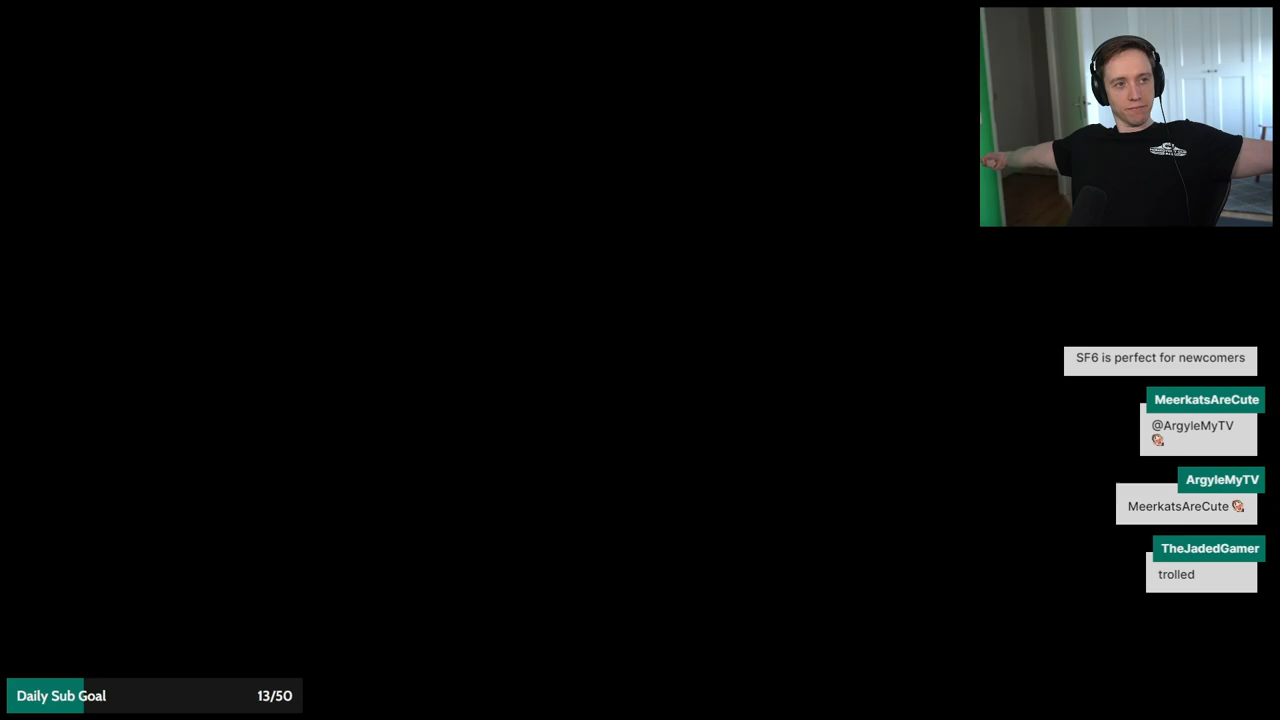 SF6 is perfect for newcomers
MeerkatsAreCute
@ArgyleMyTV
ArgyleMyTV
MeerkatsAreCute
TheJadedGamer
trolled
Daily Sub Goal 13/50